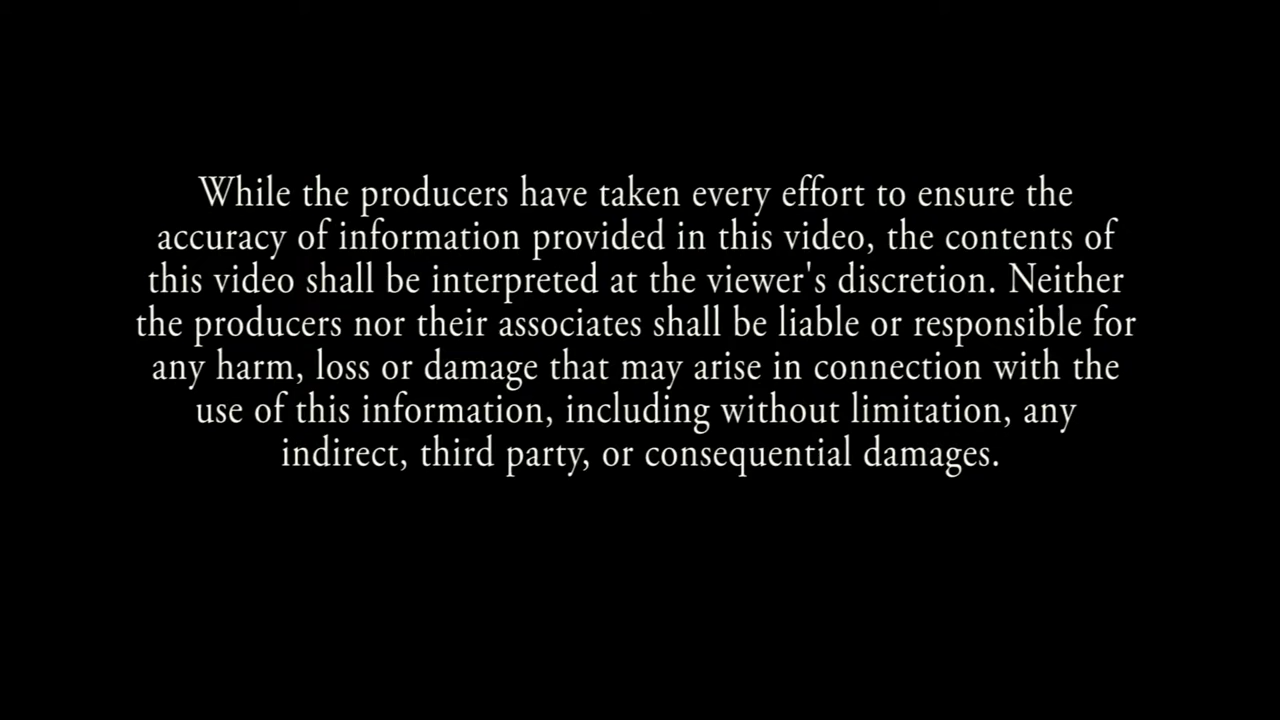 While the producers have taken every effort to ensure the
accuracy of information provided in this video, the contents of
this video shall be interpreted at the viewer's discretion. Neither
the producers nor their associates shall be liable or responsible for
any harm, loss or damage that may arise in connection with the
use of this information, including without limitation, any
indirect, third party, or consequential damages.